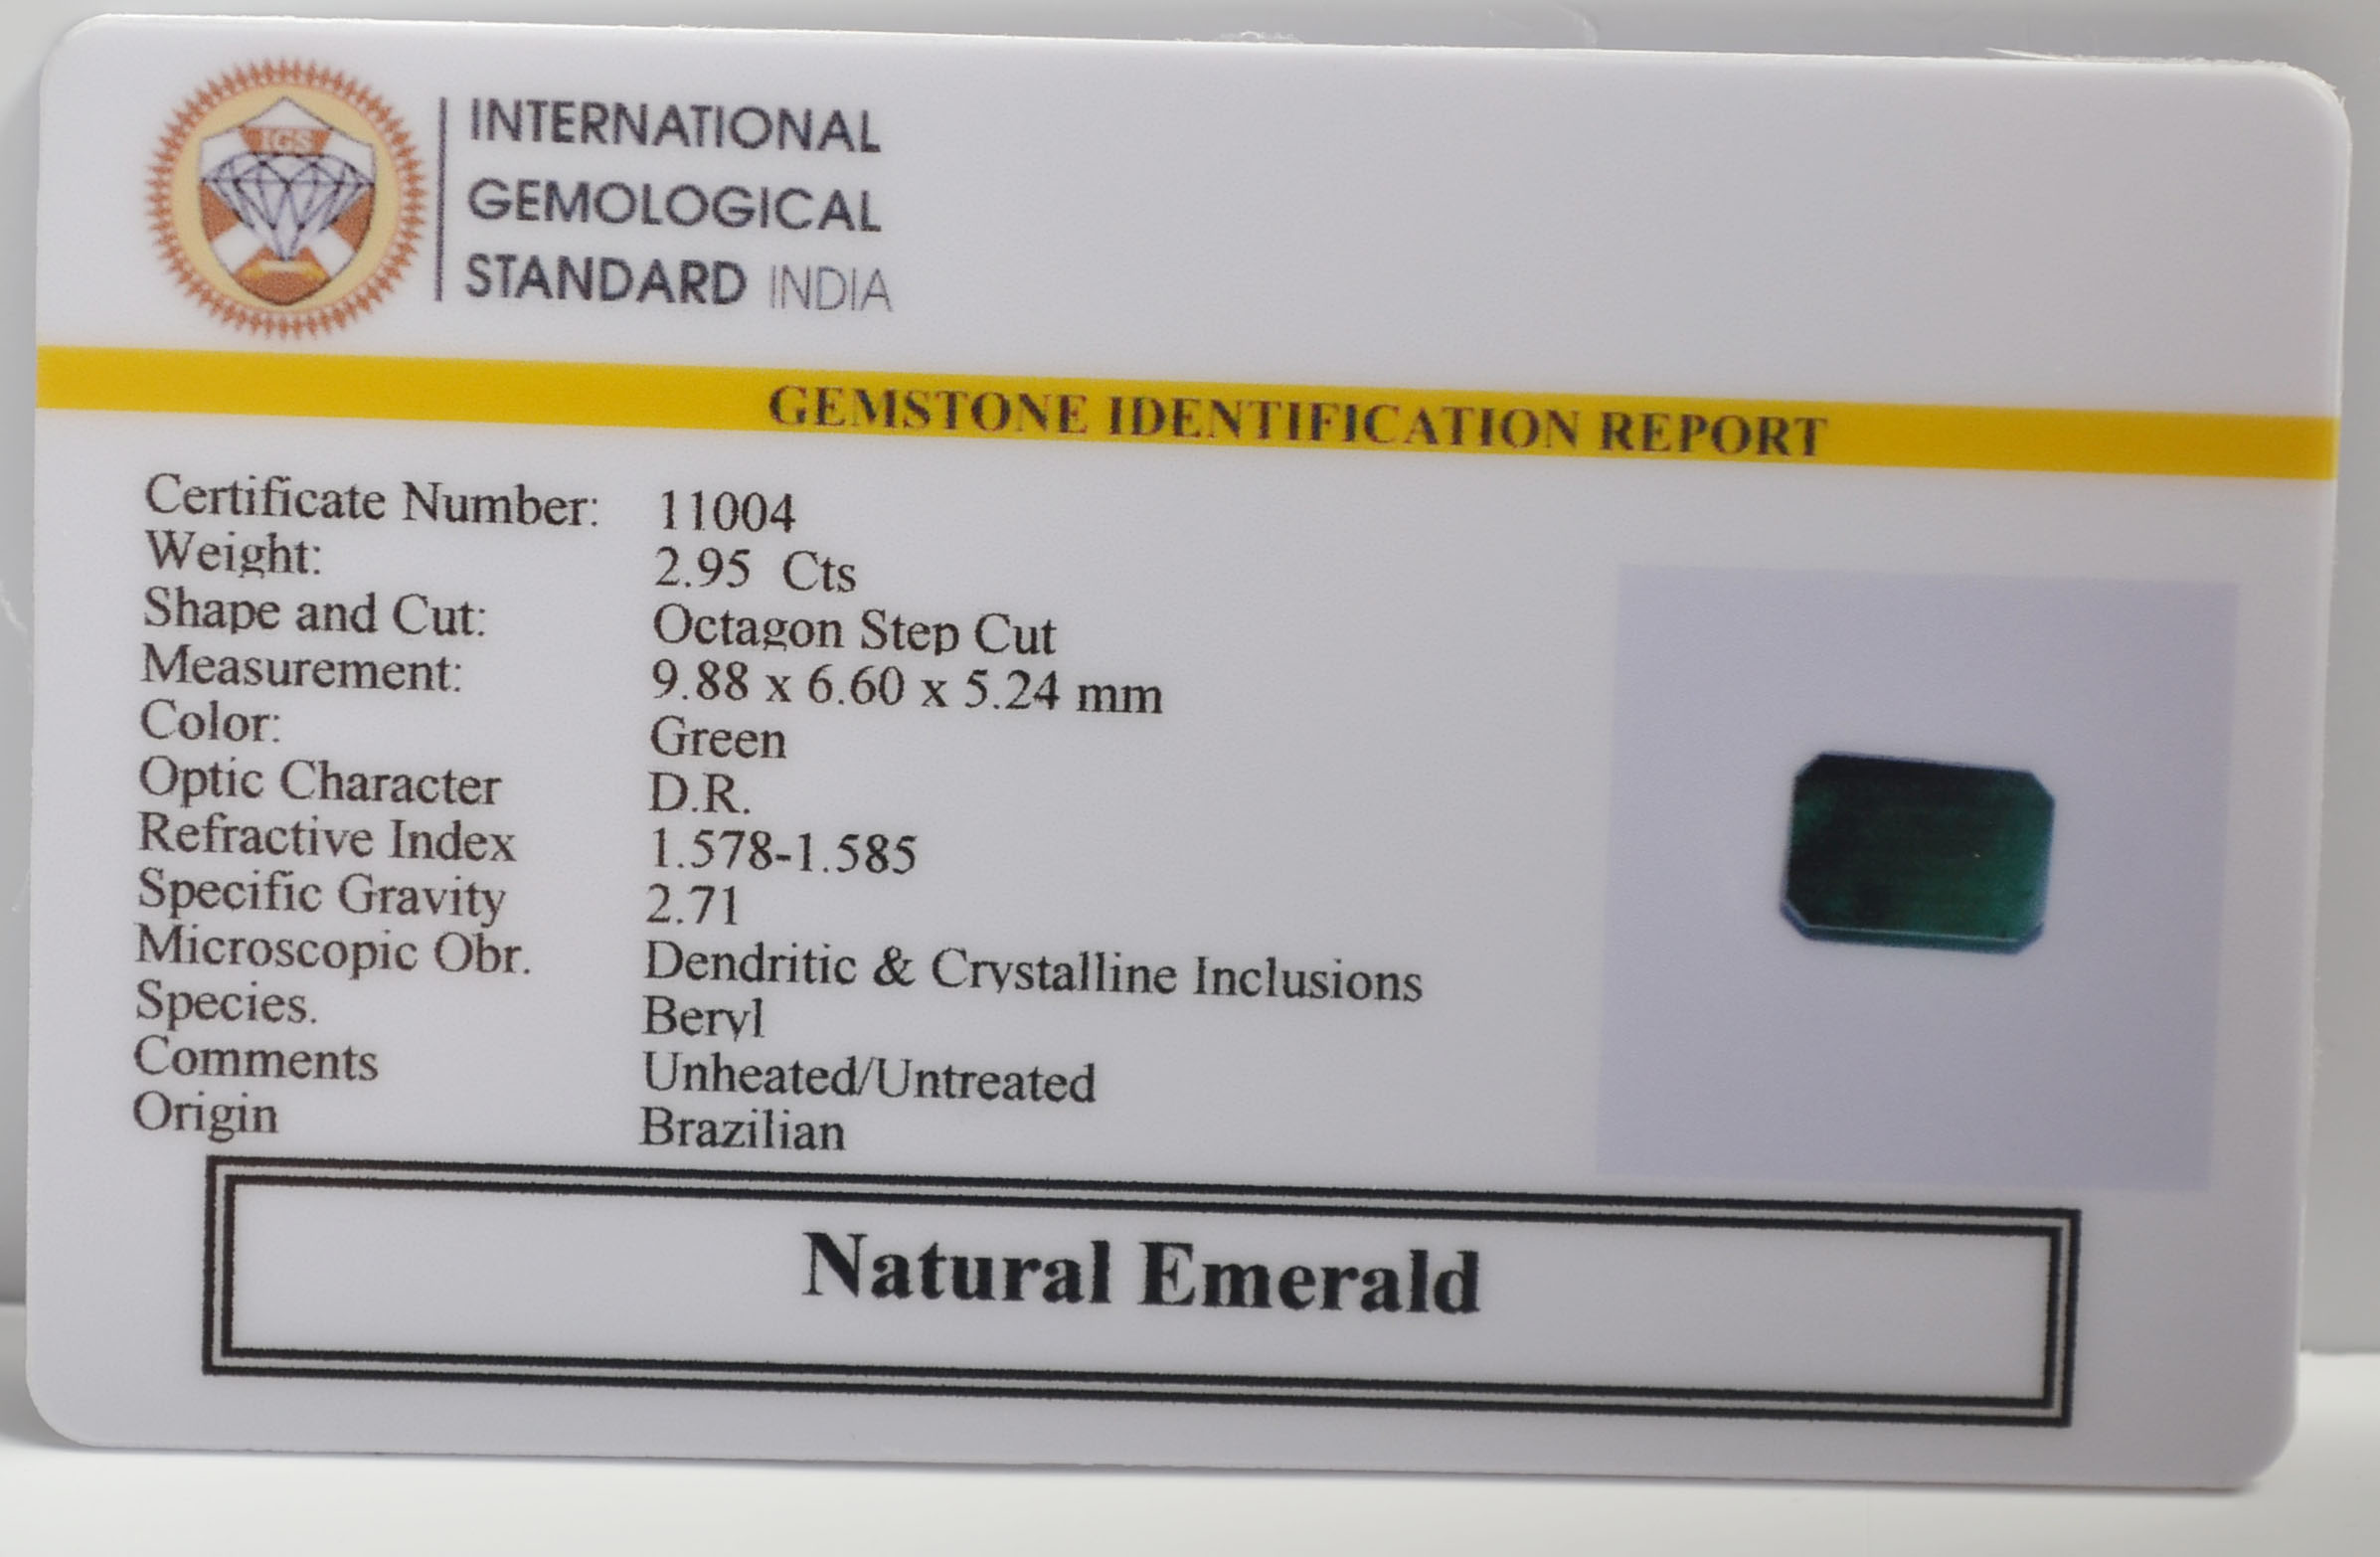 IGS
INTERNATIONAL
GEMOLOGICAL
STANDARD INDIA
GEMSTONE IDENTIFICATION REPORT
Certificate Number: 11004
Weight: 2.95 Cts
Shape and Cut: Octagon Step Cut
Measurement: 9.88 x 6.60 x 5.24 mm
Color: Green
Optic Character D.R.
Refractive Index 1.578-1.585
Specific Gravity 2.71
Microscopic Obr. Dendritic & Crystalline Inclusions
Species. Beryl
Comments Unheated/Untreated
Origin Brazilian
Natural Emerald